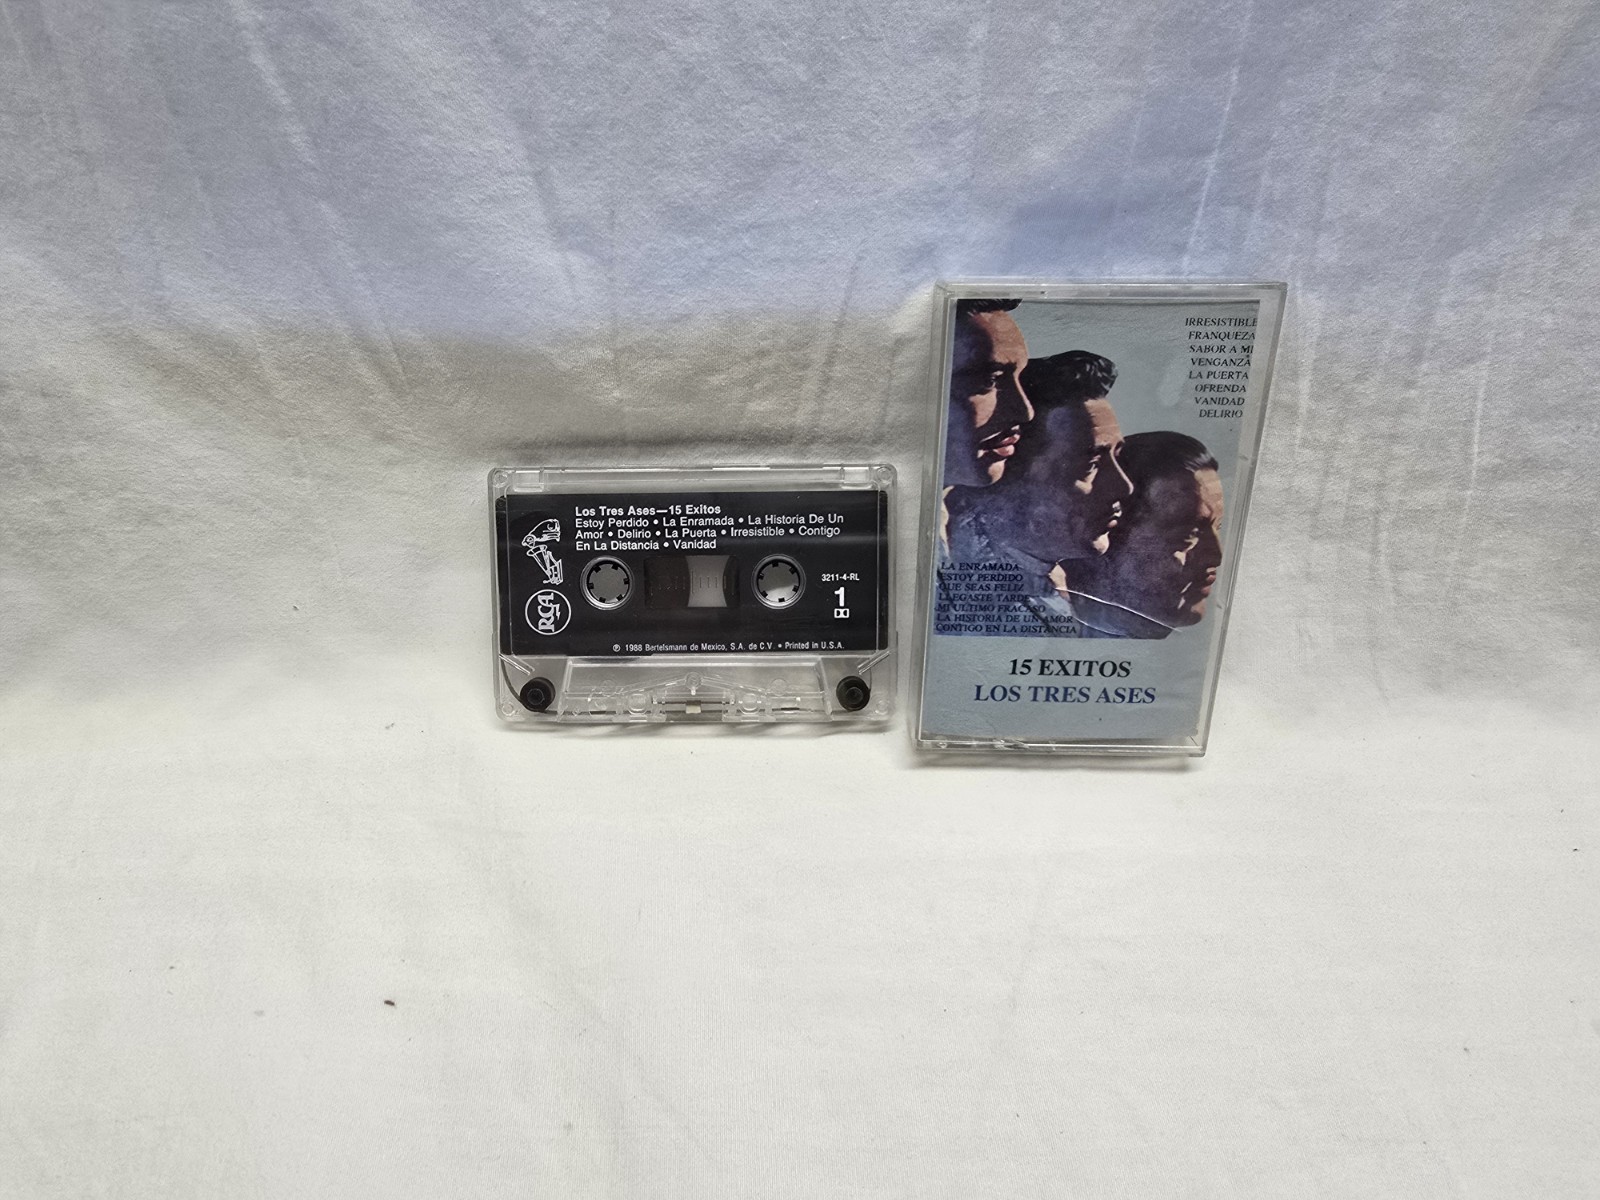 Los Tres Ases—15 Exitos
Estoy Perdido • La Enramada • La Historia De Un
Amor • Delirio • La Puerta • Irresistible • Contigo
En La Distancia • Vanidad
3211-4-RL
1
RCA
℗ 1988 Bertelsmann de Mexico, S.A. de C.V. • Printed in U.S.A.
IRRESISTIBLE
FRANQUEZA
SABOR A MI
VENGANZA
LA PUERTA
OFRENDA
VANIDAD
DELIRIO
LA ENRAMADA
ESTOY PERDIDO
QUE SEAS FELIZ
LLEGASTE TARDE
MI ULTIMO FRACASO
LA HISTORIA DE UN AMOR
CONTIGO EN LA DISTANCIA
15 EXITOS
LOS TRES ASES